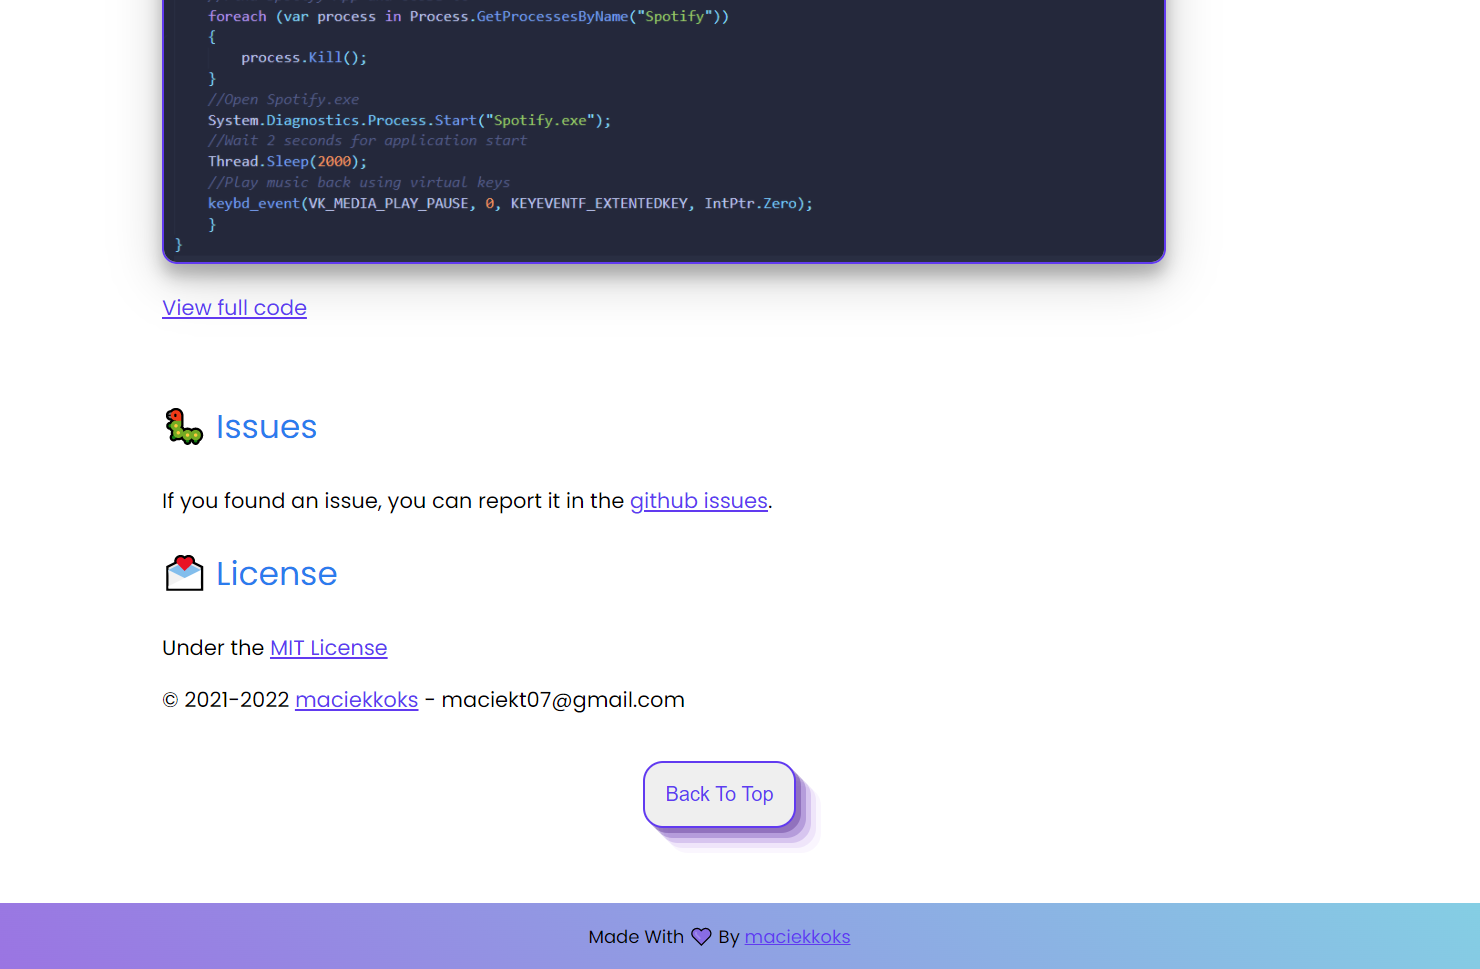 foreach (var process in Process.GetProcessesByName("Spotify"))
{
process.Kill();
}
//Open Spotify.exe
System.Diagnostics.Process.Start("Spotify.exe");
//Wait 2 seconds for application start
Thread.Sleep(2000);
//Play music back using virtual keys
keybd_event(VK_MEDIA_PLAY_PAUSE, 0, KEYEVENTF_EXTENTEDKEY, IntPtr.Zero);
}
}
View full code
Issues
If you found an issue, you can report it in the github issues.
License
Under the MIT License
© 2021-2022 maciekkoks - maciekt07@gmail.com
Back To Top
Made With 💜 By maciekkoks